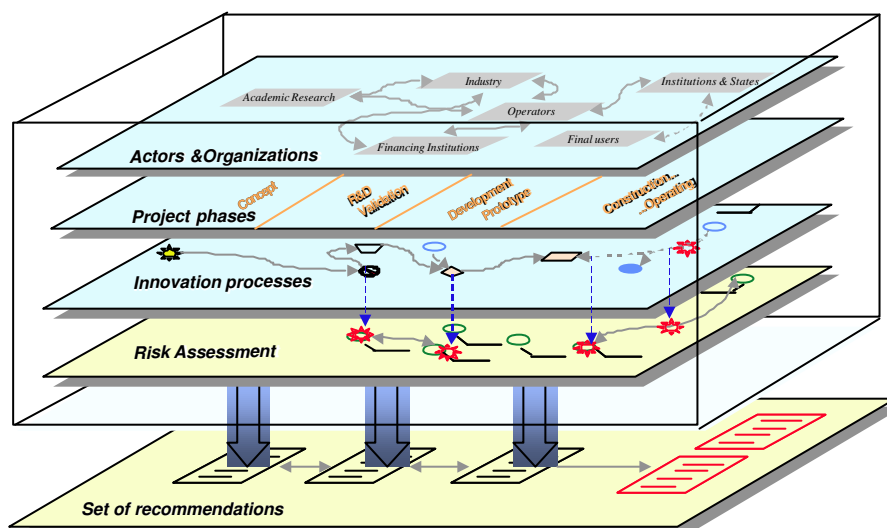 Industry
Institutions & States
Academic Research
Operators
Financing Institutions
Final users
Actors &Organizations
Concept
R&D
Validation
Development
Prototype
Construction...
...Operating
Project phases
Innovation processes
Risk Assessment
Set of recommendations